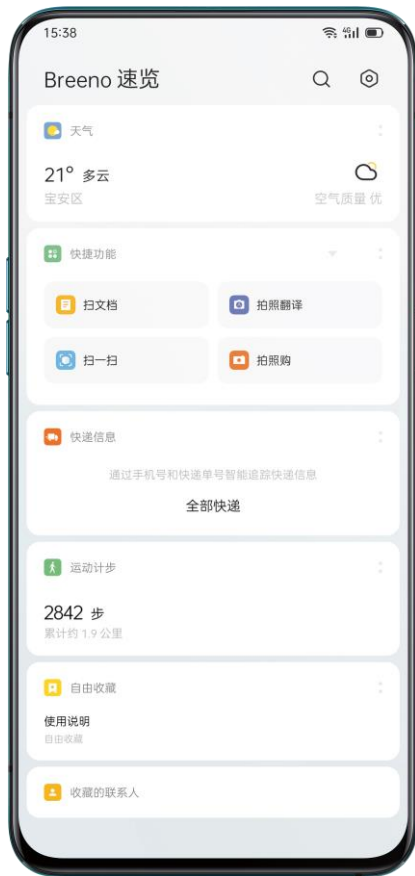 15:38
4G
Breeno 速览
天气
21° 多云
宝安区
空气质量 优
快捷功能
扫文档
拍照翻译
扫一扫
拍照购
快递信息
通过手机号和快递单号智能追踪快递信息
全部快递
运动计步
2842 步
累计约 1.9 公里
自由收藏
使用说明
自由收藏
收藏的联系人